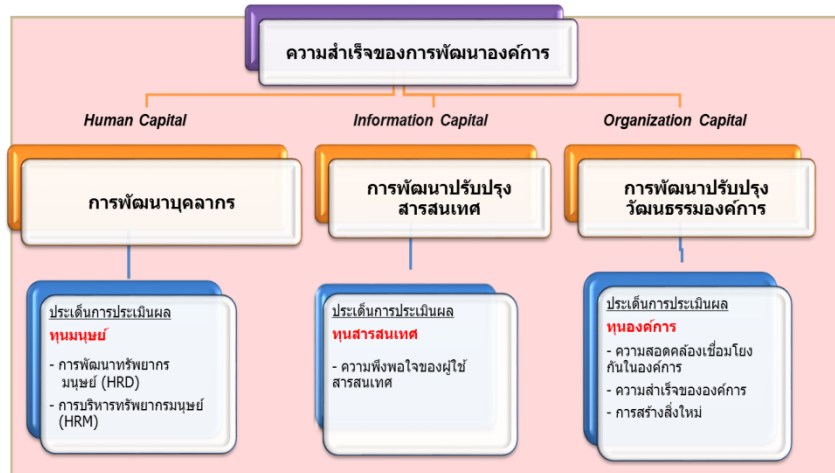 ความสำเร็จของการพัฒนาองค์การ
Human Capital
Information Capital
Organization Capital
การพัฒนาบุคลากร
การพัฒนาปรับปรุง
สารสนเทศ
การพัฒนาปรับปรุง
วัฒนธรรมองค์การ
ประเด็นการประเมินผล
ทุนมนุษย์
- การพัฒนาทรัพยากร
มนุษย์ (HRD)
- การบริหารทรัพยากรมนุษย์
(HRM)
ประเด็นการประเมินผล
ทุนสารสนเทศ
- ความพึงพอใจของผู้ใช้
สารสนเทศ
ประเด็นการประเมินผล
ทุนองค์การ
- ความสอดคล้องเชื่อมโยง
กันในองค์การ
- ความสำเร็จขององค์การ
- การสร้างสิ่งใหม่